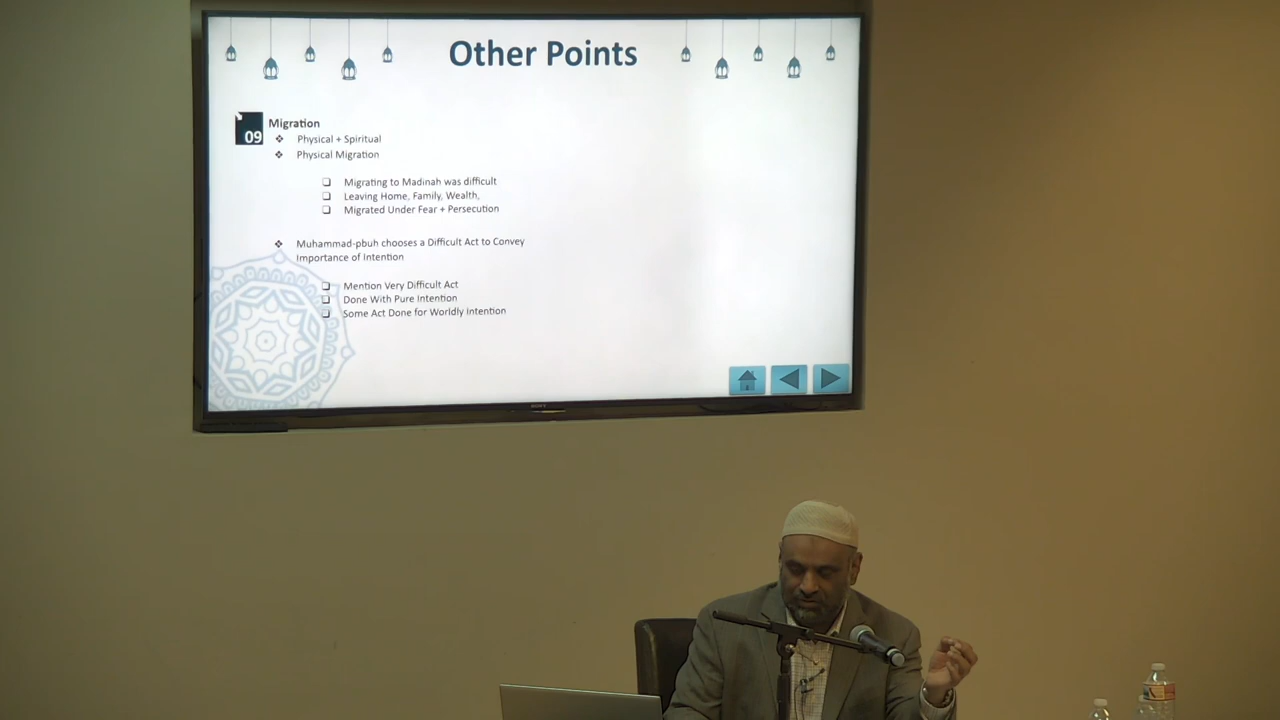 Other Points
09
Migration
Physical + Spiritual
Physical Migration
Migrating to Madinah was difficult
Leaving Home, Family, Wealth,
Migrated Under Fear + Persecution
Muhammad-pbuh chooses a Difficult Act to Convey
Importance of Intention
Mention Very Difficult Act
Done With Pure Intention
Some Act Done for Worldly Intention
SONY